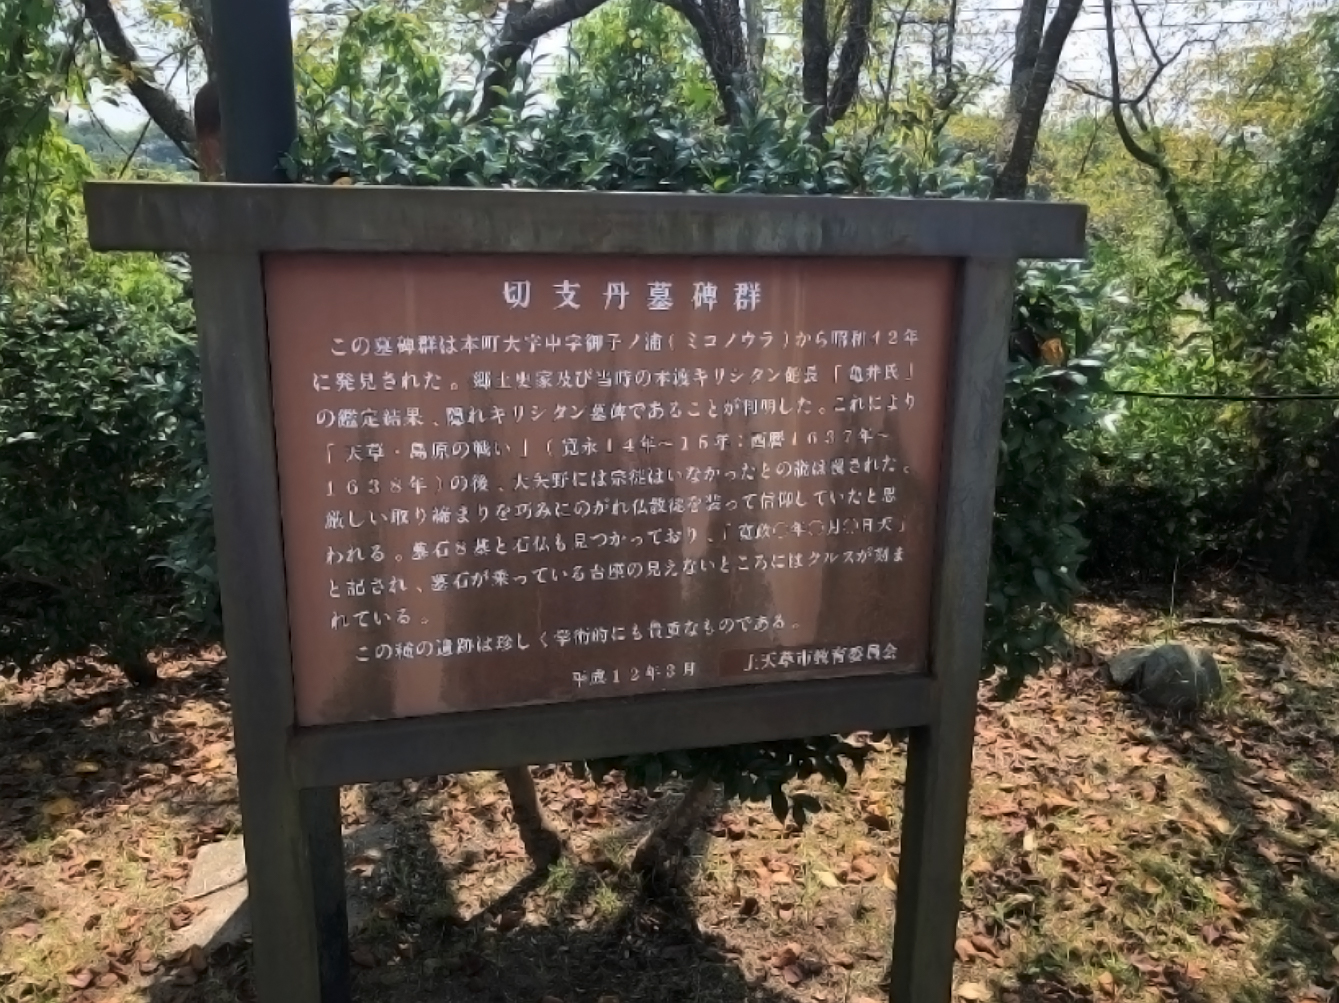 切支丹墓碑群
この墓碑群は本町大字中字御子ノ浦(ミコノウラ)から昭和42年
に発見された。郷土史家及び当時の本渡キリシタン館長「亀井氏」
の鑑定結果、隠れキリシタン墓碑であることが判明した。これにより
「天草・島原の戦い」(寛永14年~15年:西暦1637年~
1638年)の後、大矢野には宗徒はいなかったとの説は覆された。
厳しい取り締まりを巧みにのがれ仏教徒を装って信仰していたと思
われる。墓石8基と石仏も見つかっており、「寛政〇年〇月〇日天」
と記され、墓石が乗っている台座の見えないところにはクルスが刻ま
れている。
この種の遺跡は珍しく学術的にも貴重なものである。
平成12年3月 上天草市教育委員会